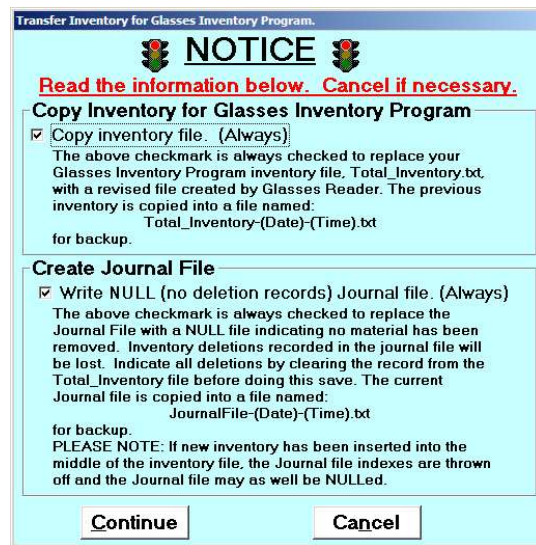 Transfer Inventory for Glasses Inventory Program.
NOTICE
Read the information below. Cancel if necessary.
Copy Inventory for Glasses Inventory Program
Copy inventory file. (Always)
The above checkmark is always checked to replace your
Glasses Inventory Program inventory file, Total_Inventory.txt,
with a revised file created by Glasses Reader. The previous
inventory is copied into a file named:
Total_Inventory-(Date)-(Time).txt
for backup.
Create Journal File
Write NULL (no deletion records) Journal file. (Always)
The above checkmark is always checked to replace the
Journal File with a NULL file indicating no material has been
removed. Inventory deletions recorded in the journal file will
be lost. Indicate all deletions by clearing the record from the
Total_Inventory file before doing this save. The current
Journal file is copied into a file named:
JournalFile-(Date)-(Time).txt
for backup.
PLEASE NOTE: If new inventory has been inserted into the
middle of the inventory file, the Journal file indexes are thrown
off and the Journal file may as well be NULLed.
Continue Cancel